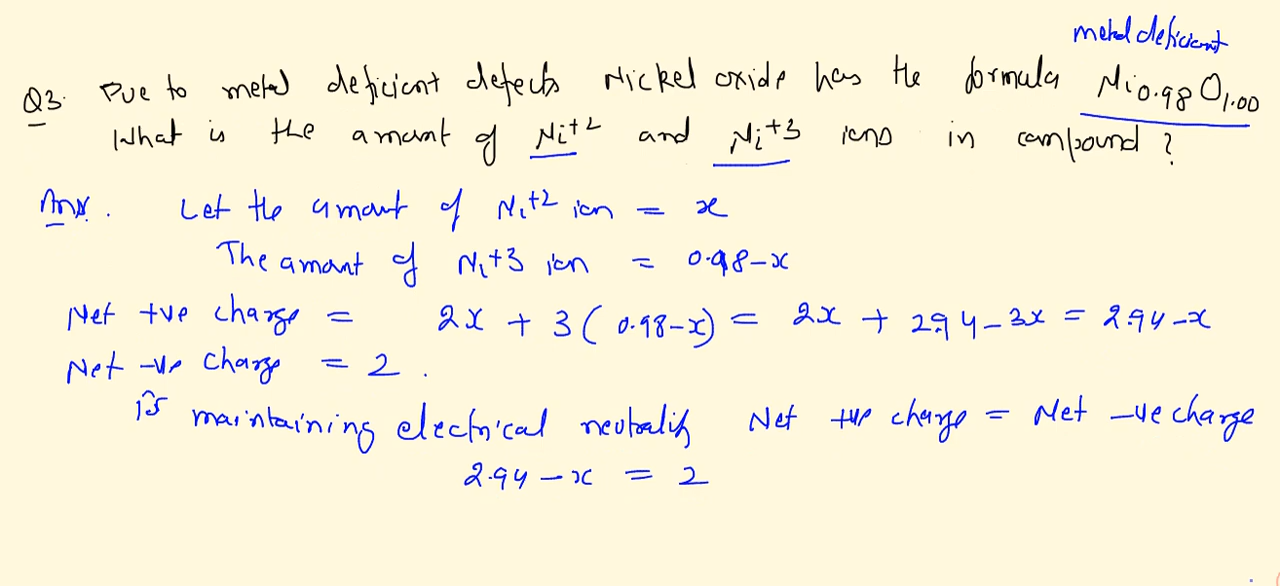 metal deficient
Q3. Due to metal deficient defects Nickel oxide has the formula Ni0.98 O1.00
What is the amount of Ni+2 and Ni+3 ions in compound ?
Ans. Let the amount of Ni+2 ion = x
The amount of Ni+3 ion = 0.98-x
Net +ve charge = 2x + 3(0.98-x) = 2x + 2.94-3x = 2.94-x
Net -ve charge = 2.
is maintaining electrical neutrality Net +ve charge = Net -ve charge
2.94-x = 2